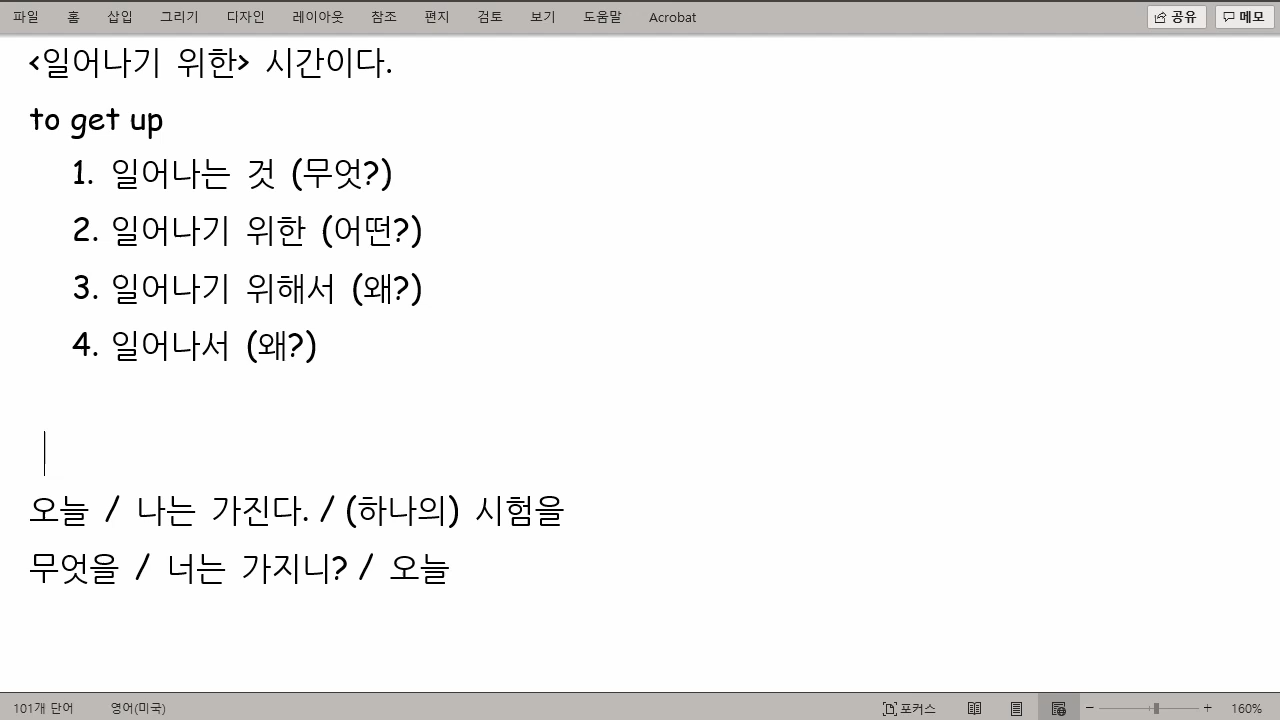 파일 홈 삽입 그리기 디자인 레이아웃 참조 편지 검토 보기 도움말 Acrobat 공유 메모
<일어나기 위한> 시간이다.
to get up
1. 일어나는 것 (무엇?)
2. 일어나기 위한 (어떤?)
3. 일어나기 위해서 (왜?)
4. 일어나서 (왜?)
오늘 / 나는 가진다. / (하나의) 시험을
무엇을 / 너는 가지니? / 오늘
101개 단어 영어(미국) 포커스 160%